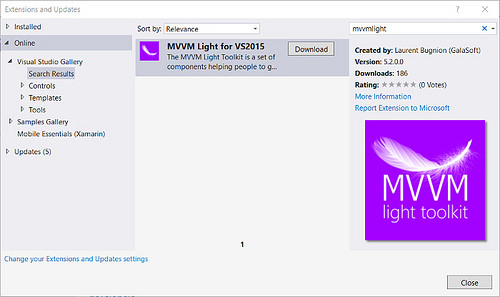 Extensions and Updates
? ×
Installed
Online
Visual Studio Gallery
Search Results
Controls
Templates
Tools
Samples Gallery
Mobile Essentials (Xamarin)
Updates (5)
Change your Extensions and Updates settings
Sort by: Relevance
MVVM Light for VS2015
The MVVM Light Toolkit is a set of
components helping people to g...
Download
1
mvvmlight
Created by: Laurent Bugnion (GalaSoft)
Version: 5.2.0.0
Downloads: 186
Rating: (0 Votes)
More Information
Report Extension to Microsoft
MVVM
light toolkit
Close